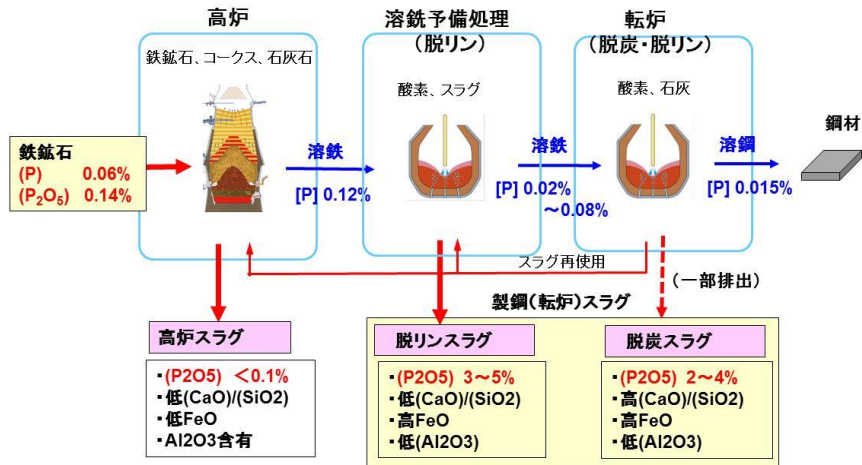 高炉
溶銑予備処理
（脱リン）
転炉
（脱炭・脱リン）
鉄鉱石、コークス、石灰石
酸素、スラグ
酸素、石灰
鋼材
鉄鉱石
(P) 0.06%
(P₂O₅) 0.14%
溶鉄
[P] 0.12%
溶鉄
[P] 0.02%
～0.08%
溶鋼
[P] 0.015%
スラグ再使用
（一部排出）
製鋼（転炉）スラグ
高炉スラグ
・(P2O5) ＜0.1%
・低(CaO)/(SiO2)
・低FeO
・Al2O3含有
脱リンスラグ
・(P2O5) 3～5%
・低(CaO)/(SiO2)
・高FeO
・低(Al2O3)
脱炭スラグ
・(P2O5) 2～4%
・高(CaO)/(SiO2)
・高FeO
・低(Al2O3)